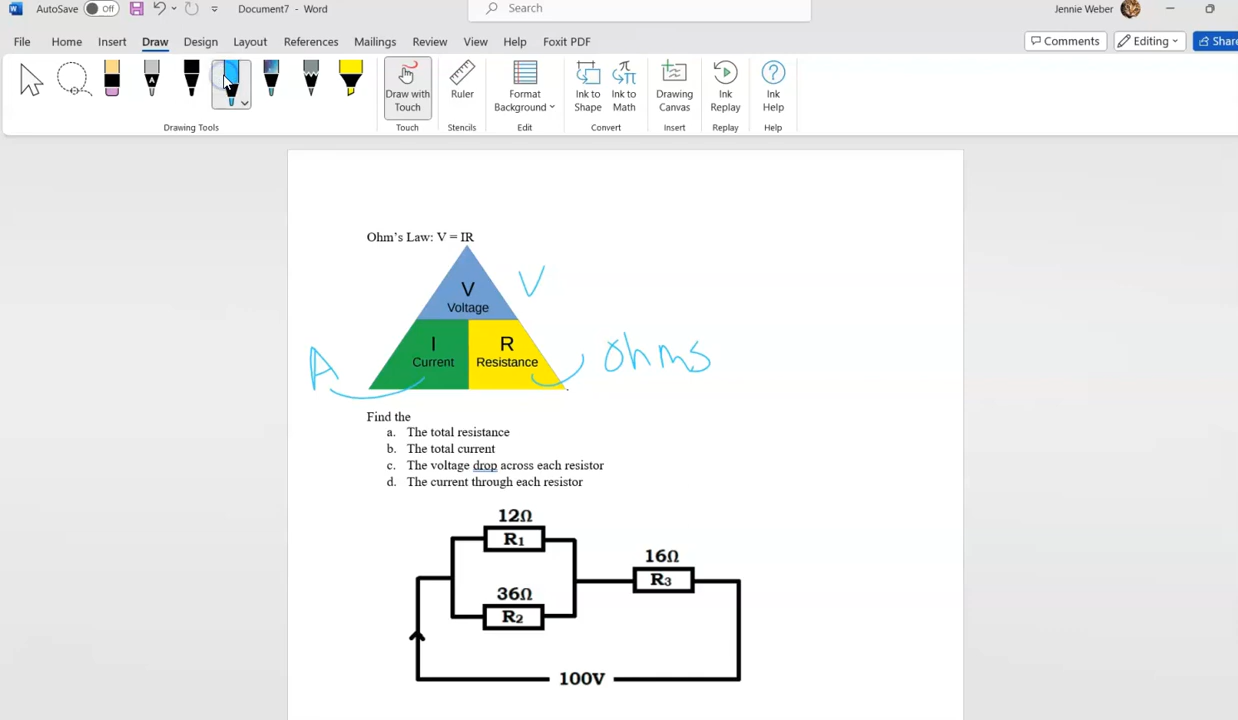 AutoSave Off Document7 - Word Search Jennie Weber
File Home Insert Draw Design Layout References Mailings Review View Help Foxit PDF Comments Editing Share
Draw with Touch
Ruler
Format Background
Ink to Shape
Ink to Math
Drawing Canvas
Ink Replay
Ink Help
Drawing Tools Touch Stencils Edit Convert Insert Replay Help
Ohm's Law: V = IR
V
Voltage
V
I
Current
R
Resistance
A
ohms
Find the
a. The total resistance
b. The total current
c. The voltage drop across each resistor
d. The current through each resistor
12Ω
R1
16Ω
R3
36Ω
R2
100V